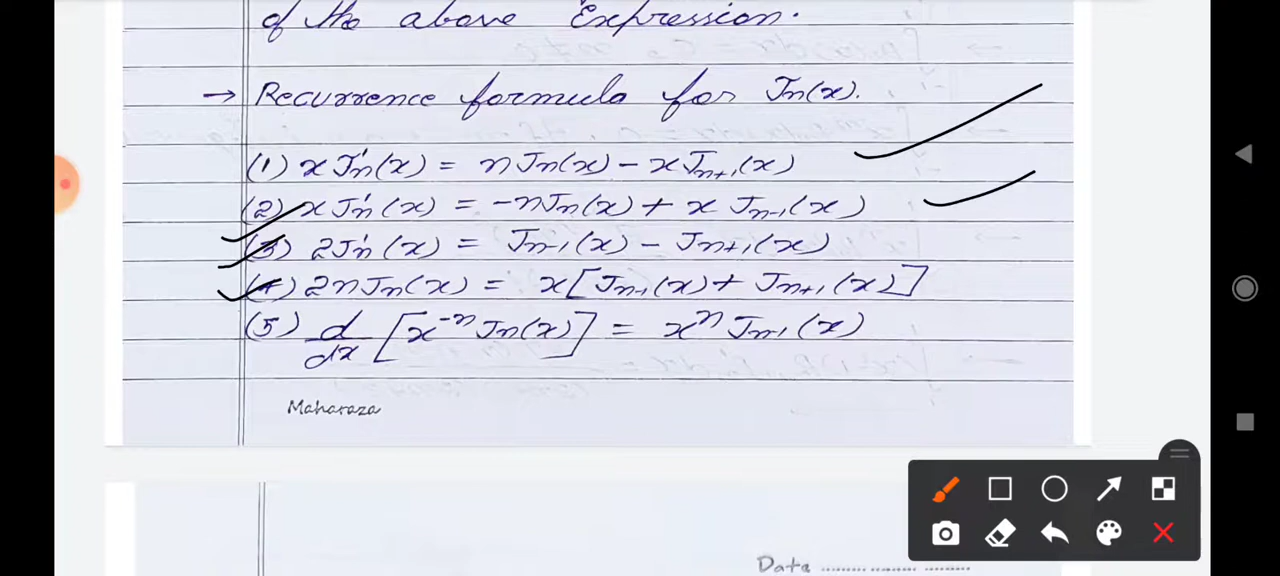 of the above Expression.
→ Recurrence formula for Jn(x).
(1) x J'n(x) = n Jn(x) - x Jn+1(x)
(2) x J'n(x) = -n Jn(x) + x Jn-1(x)
(3) 2J'n(x) = Jn-1(x) - Jn+1(x)
(4) 2n Jn(x) = x[Jn-1(x) + Jn+1(x)]
(5) d/dx [x^-n Jn(x)] = x^n Jn-1(x)
Maharaza
Date ....................